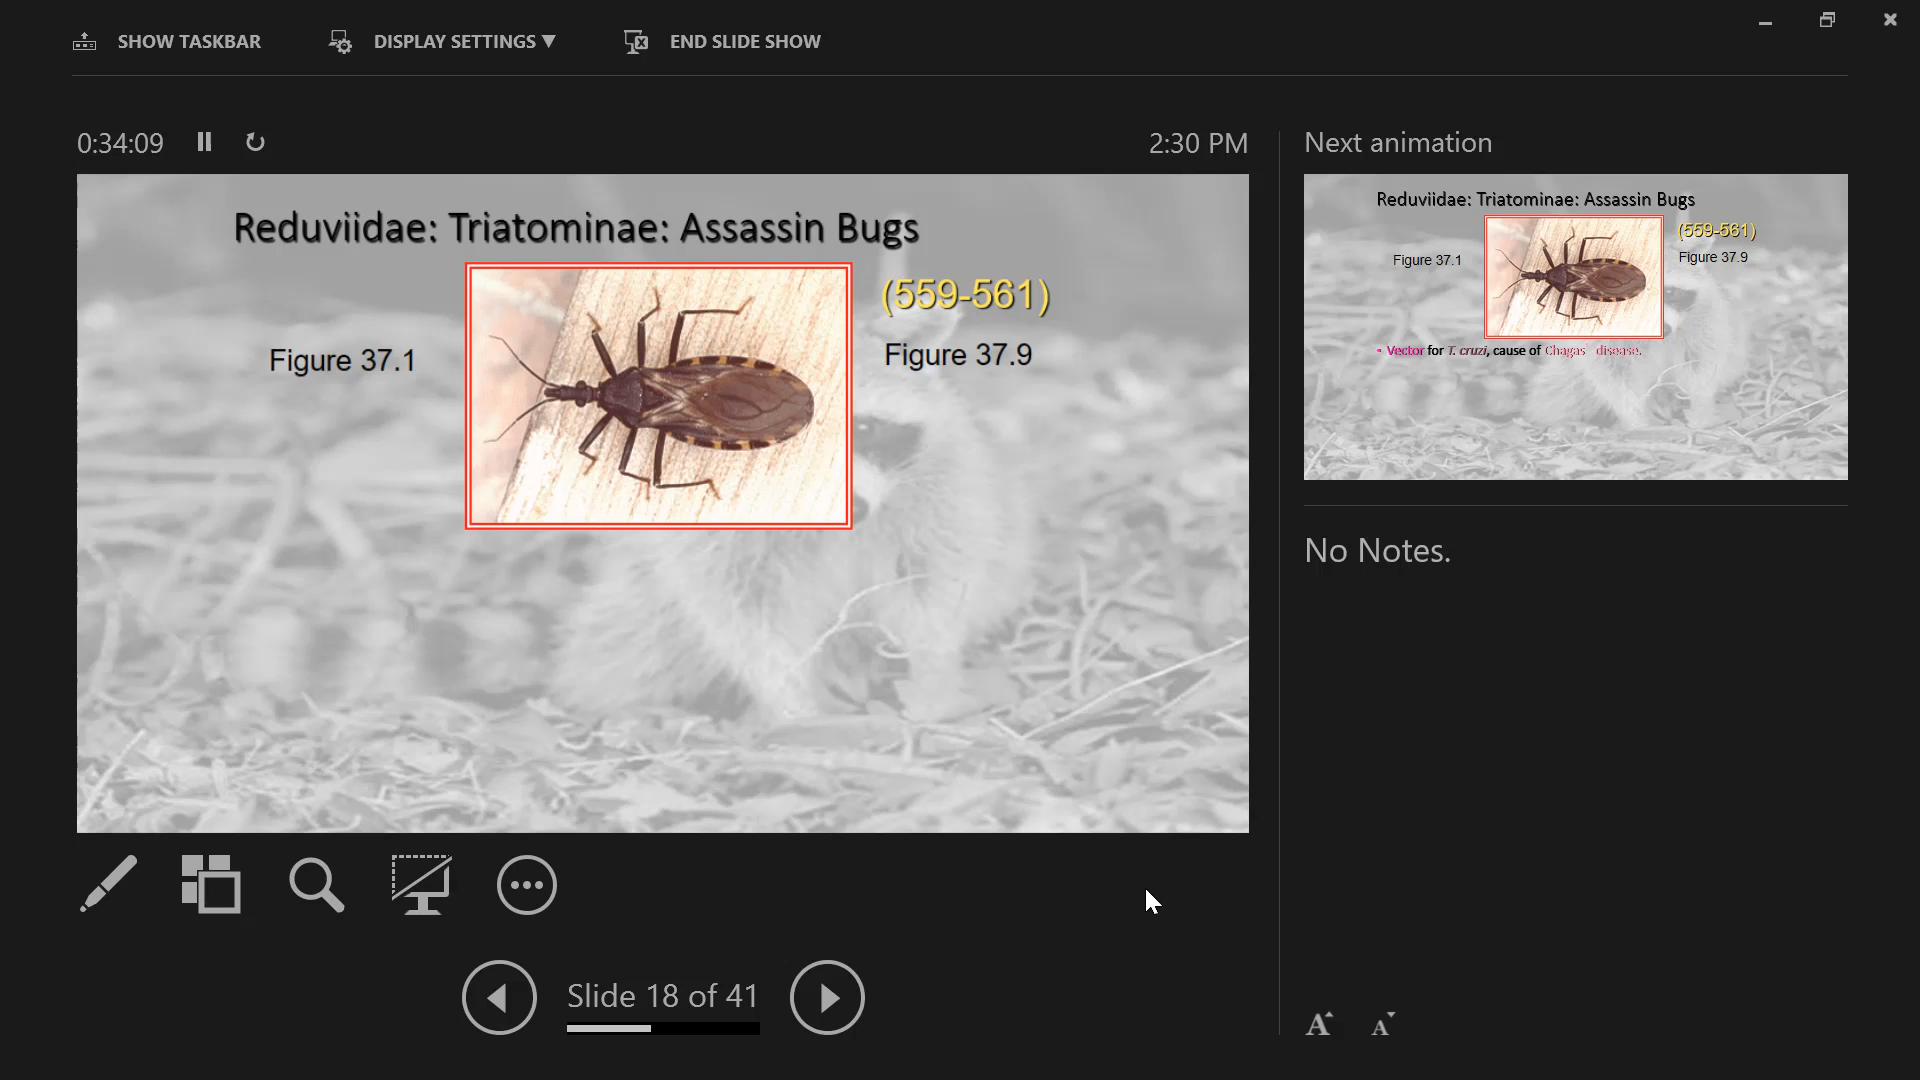 SHOW TASKBAR
DISPLAY SETTINGS ▼
END SLIDE SHOW
0:34:09
2:30 PM
Reduviidae: Triatominae: Assassin Bugs
(559-561)
Figure 37.1
Figure 37.9
Slide 18 of 41
Next animation
Reduviidae: Triatominae: Assassin Bugs
(559-561)
Figure 37.1
Figure 37.9
• Vector for T. cruzi, cause of Chagas' disease.
No Notes.
A A